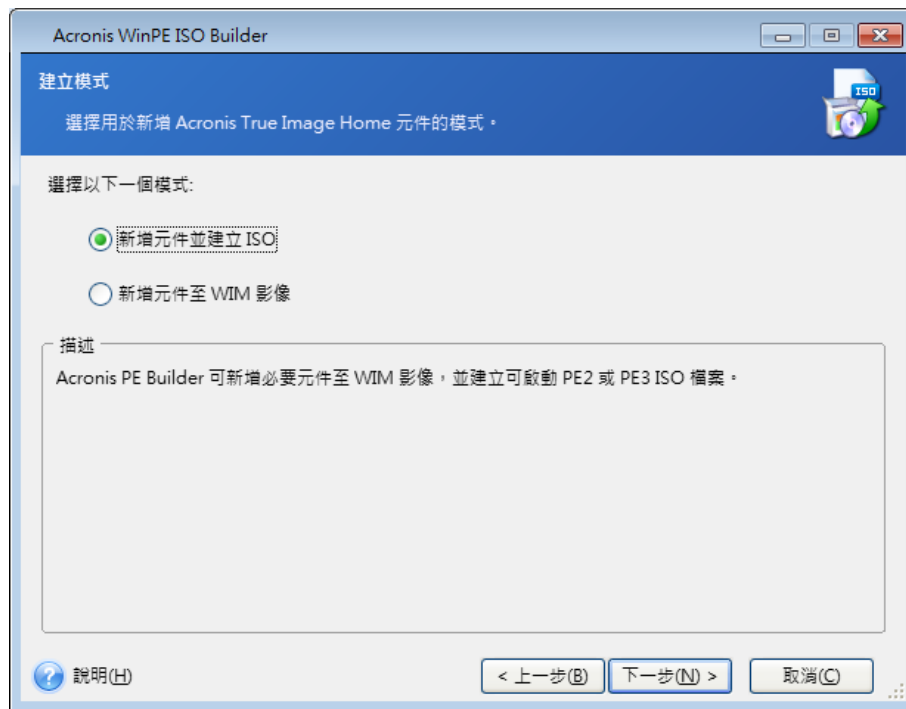 Acronis WinPE ISO Builder
建立模式
選擇用於新增 Acronis True Image Home 元件的模式。
ISO
選擇以下一個模式:
新增元件並建立 ISO
新增元件至 WIM 影像
描述
Acronis PE Builder 可新增必要元件至 WIM 影像，並建立可啟動 PE2 或 PE3 ISO 檔案。
說明(H)
< 上一步(B)
下一步(N) >
取消(C)